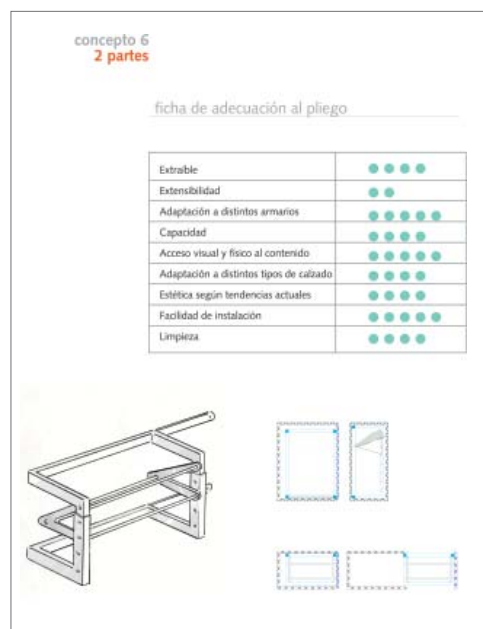 concepto 6
2 partes
ficha de adecuación al pliego
Extraíble
Extensibilidad
Adaptación a distintos armarios
Capacidad
Acceso visual y físico al contenido
Adaptación a distintos tipos de calzado
Estética según tendencias actuales
Facilidad de instalación
Limpieza